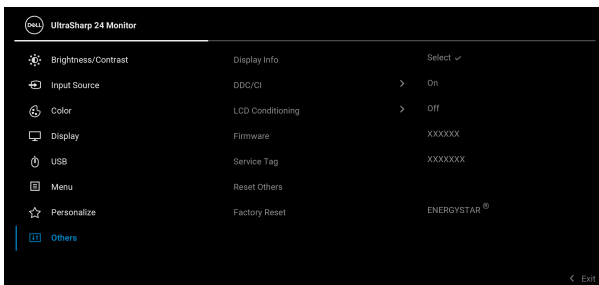 DELL UltraSharp 24 Monitor
Brightness/Contrast Display Info Select ✓
Input Source DDC/CI > On
Color LCD Conditioning > Off
Display Firmware XXXXXX
USB Service Tag XXXXXXX
Menu Reset Others
Personalize Factory Reset ENERGYSTAR ®
Others
< Exit